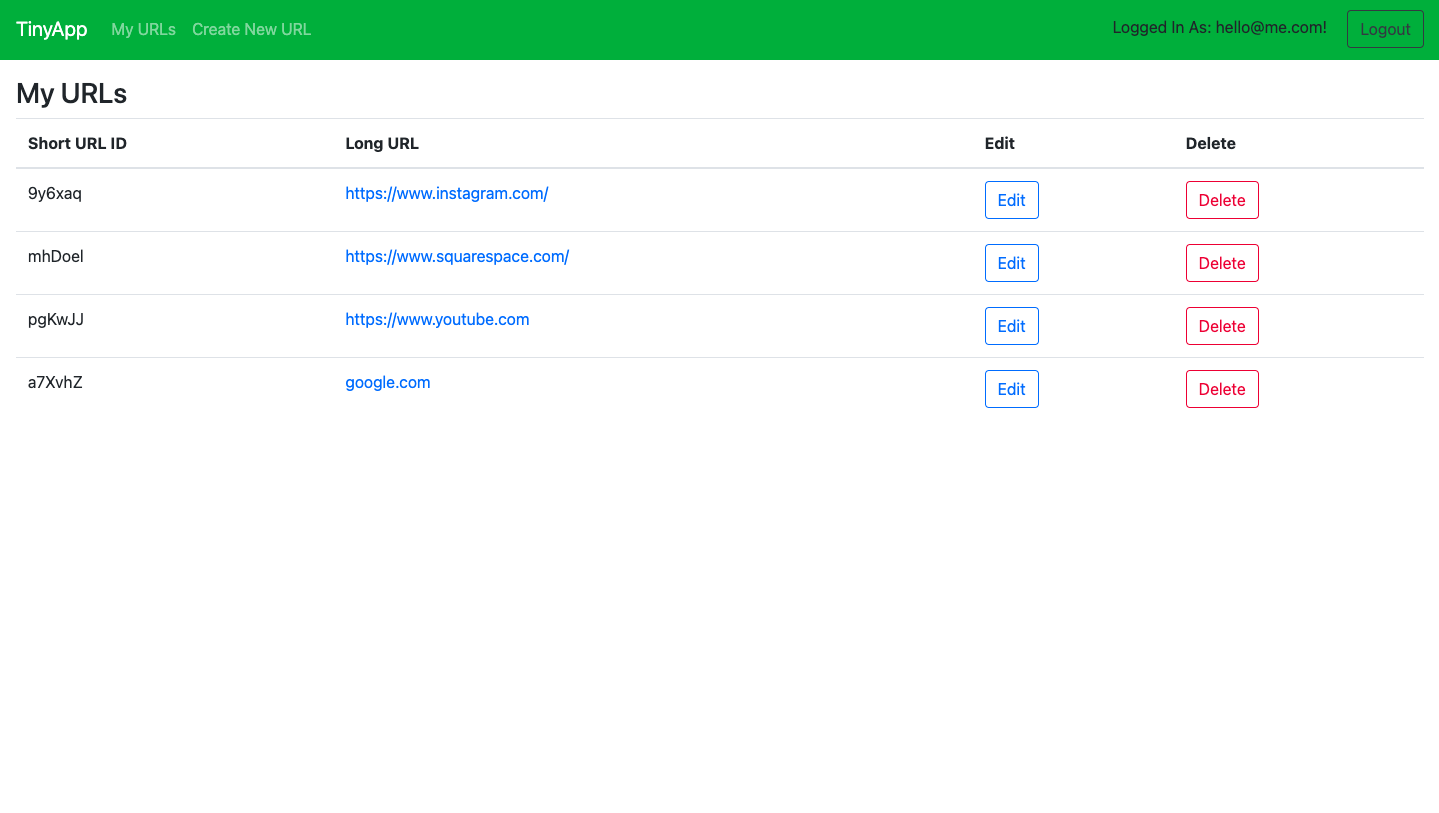 TinyApp My URLs Create New URL Logged In As: hello@me.com! Logout
My URLs
Short URL ID Long URL Edit Delete
9y6xaq https://www.instagram.com/ Edit Delete
mhDoel https://www.squarespace.com/ Edit Delete
pgKwJJ https://www.youtube.com Edit Delete
a7XvhZ google.com Edit Delete